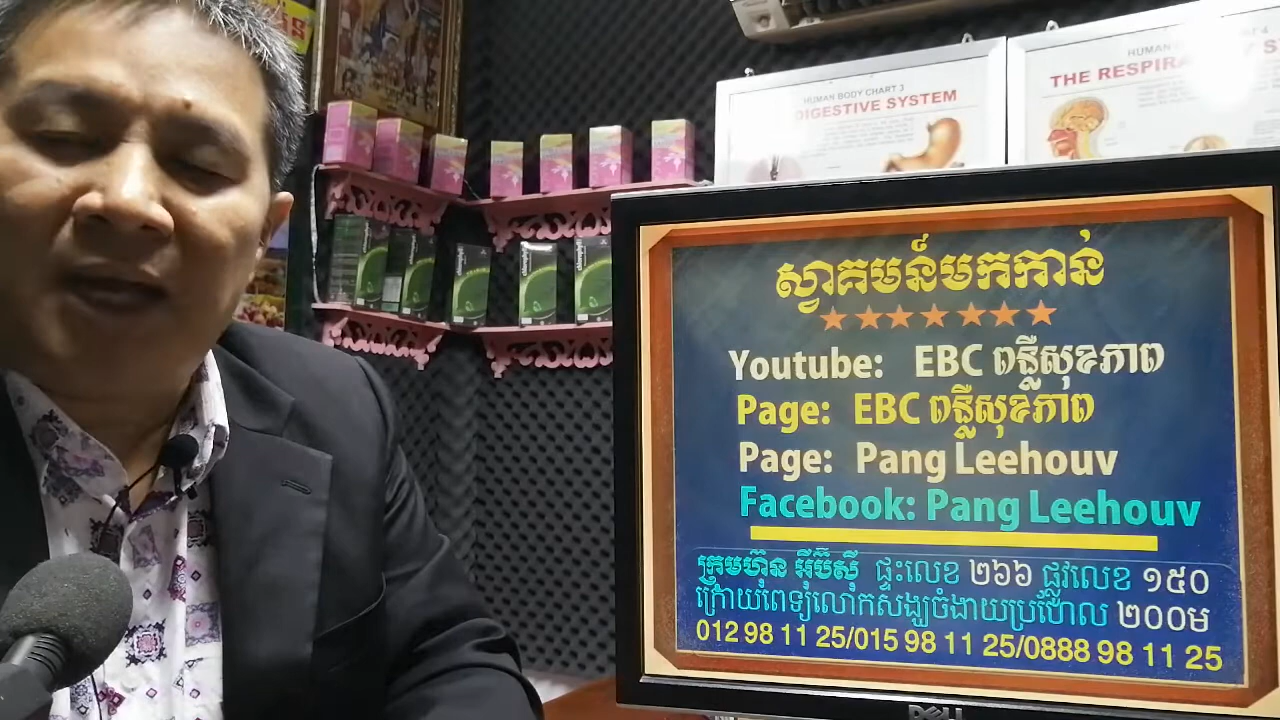 HUMAN BODY CHART 3
DIGESTIVE SYSTEM
HUMAN
THE RESPIRA
ស្វាគមន៍មកកាន់
Youtube: EBC ពន្លឺសុខភាព
Page: EBC ពន្លឺសុខភាព
Page: Pang Leehouv
Facebook: Pang Leehouv
ក្រុមហ៊ុន អ៊ីប៊ីស៊ី ផ្ទះលេខ ២៦៦ ផ្លូវលេខ ១៥០
ក្រោយពេទ្យលោកសង្ឃចំងាយប្រហែល ២០០ម
012 98 11 25/015 98 11 25/0888 98 11 25
DELL